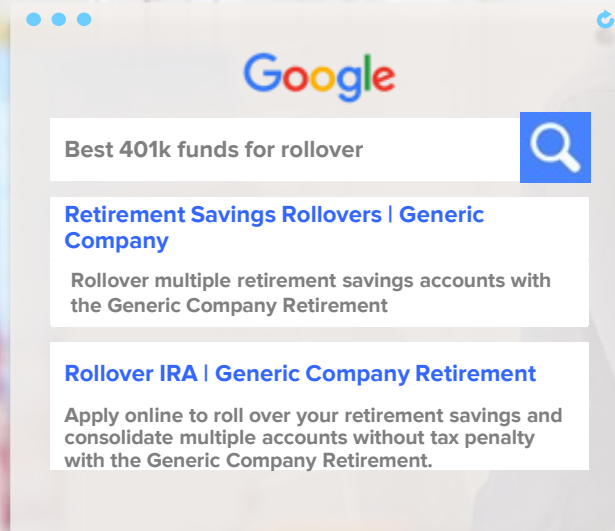 Google
Best 401k funds for rollover
Retirement Savings Rollovers | Generic
Company
Rollover multiple retirement savings accounts with
the Generic Company Retirement
Rollover IRA | Generic Company Retirement
Apply online to roll over your retirement savings and
consolidate multiple accounts without tax penalty
with the Generic Company Retirement.